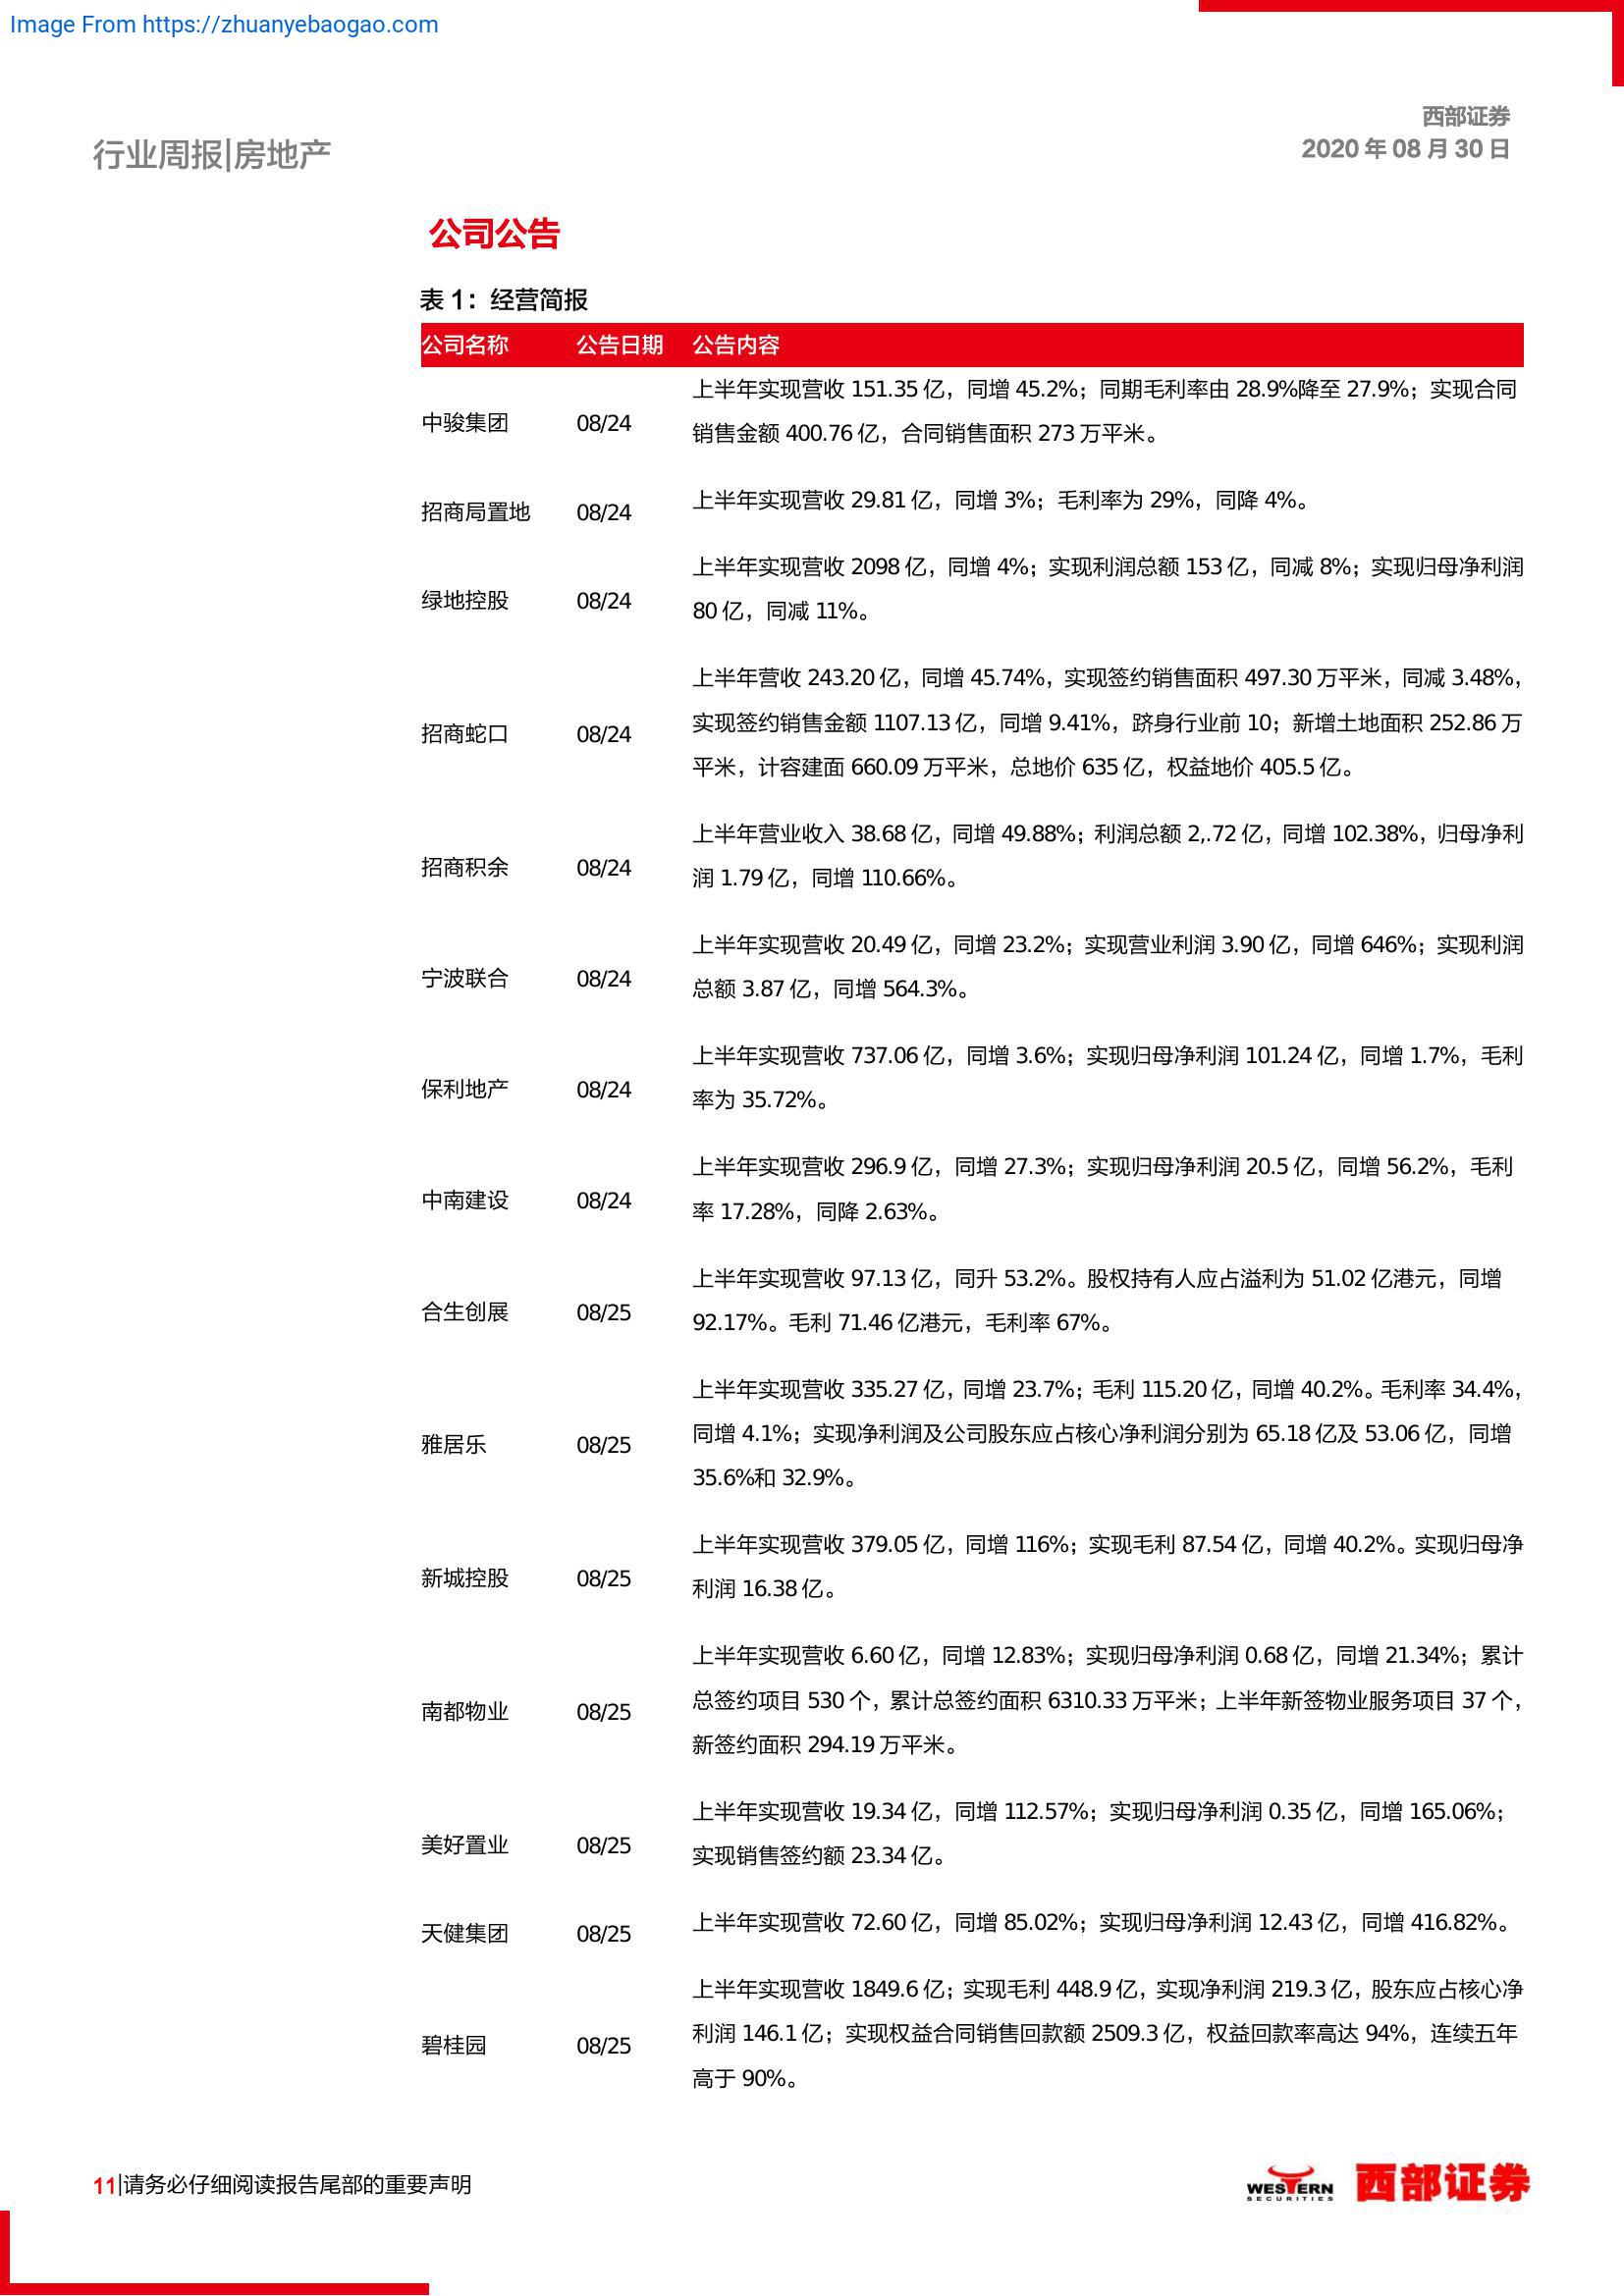 Image From https://zhuanyebaogao.com
西部证券
行业周报|房地产
2020 年 08 月 30 日
公司公告
表 1：经营简报
公司名称 公告日期 公告内容
中骏集团 08/24 上半年实现营收 151.35 亿，同增 45.2%；同期毛利率由 28.9%降至 27.9%；实现合同
销售金额 400.76 亿，合同销售面积 273 万平米。
招商局置地 08/24 上半年实现营收 29.81 亿，同增 3%；毛利率为 29%，同降 4%。
绿地控股 08/24 上半年实现营收 2098 亿，同增 4%；实现利润总额 153 亿，同减 8%；实现归母净利润
80 亿，同减 11%。
招商蛇口 08/24 上半年营收 243.20 亿，同增 45.74%，实现签约销售面积 497.30 万平米，同减 3.48%，
实现签约销售金额 1107.13 亿，同增 9.41%，跻身行业前 10；新增土地面积 252.86 万
平米，计容建面 660.09 万平米，总地价 635 亿，权益地价 405.5 亿。
招商积余 08/24 上半年营业收入 38.68 亿，同增 49.88%；利润总额 2,.72 亿，同增 102.38%，归母净利
润 1.79 亿，同增 110.66%。
宁波联合 08/24 上半年实现营收 20.49 亿，同增 23.2%；实现营业利润 3.90 亿，同增 646%；实现利润
总额 3.87 亿，同增 564.3%。
保利地产 08/24 上半年实现营收 737.06 亿，同增 3.6%；实现归母净利润 101.24 亿，同增 1.7%，毛利
率为 35.72%。
中南建设 08/24 上半年实现营收 296.9 亿，同增 27.3%；实现归母净利润 20.5 亿，同增 56.2%，毛利
率 17.28%，同降 2.63%。
合生创展 08/25 上半年实现营收 97.13 亿，同升 53.2%。股权持有人应占溢利为 51.02 亿港元，同增
92.17%。毛利 71.46 亿港元，毛利率 67%。
雅居乐 08/25 上半年实现营收 335.27 亿，同增 23.7%；毛利 115.20 亿，同增 40.2%。毛利率 34.4%，
同增 4.1%；实现净利润及公司股东应占核心净利润分别为 65.18 亿及 53.06 亿，同增
35.6%和 32.9%。
新城控股 08/25 上半年实现营收 379.05 亿，同增 116%；实现毛利 87.54 亿，同增 40.2%。实现归母净
利润 16.38 亿。
南都物业 08/25 上半年实现营收 6.60 亿，同增 12.83%；实现归母净利润 0.68 亿，同增 21.34%；累计
总签约项目 530 个，累计总签约面积 6310.33 万平米；上半年新签物业服务项目 37 个，
新签约面积 294.19 万平米。
美好置业 08/25 上半年实现营收 19.34 亿，同增 112.57%；实现归母净利润 0.35 亿，同增 165.06%；
实现销售签约额 23.34 亿。
天健集团 08/25 上半年实现营收 72.60 亿，同增 85.02%；实现归母净利润 12.43 亿，同增 416.82%。
碧桂园 08/25 上半年实现营收 1849.6 亿；实现毛利 448.9 亿，实现净利润 219.3 亿，股东应占核心净
利润 146.1 亿；实现权益合同销售回款额 2509.3 亿，权益回款率高达 94%，连续五年
高于 90%。
11|请务必仔细阅读报告尾部的重要声明
WESTERN
SECURITIES
西部证券